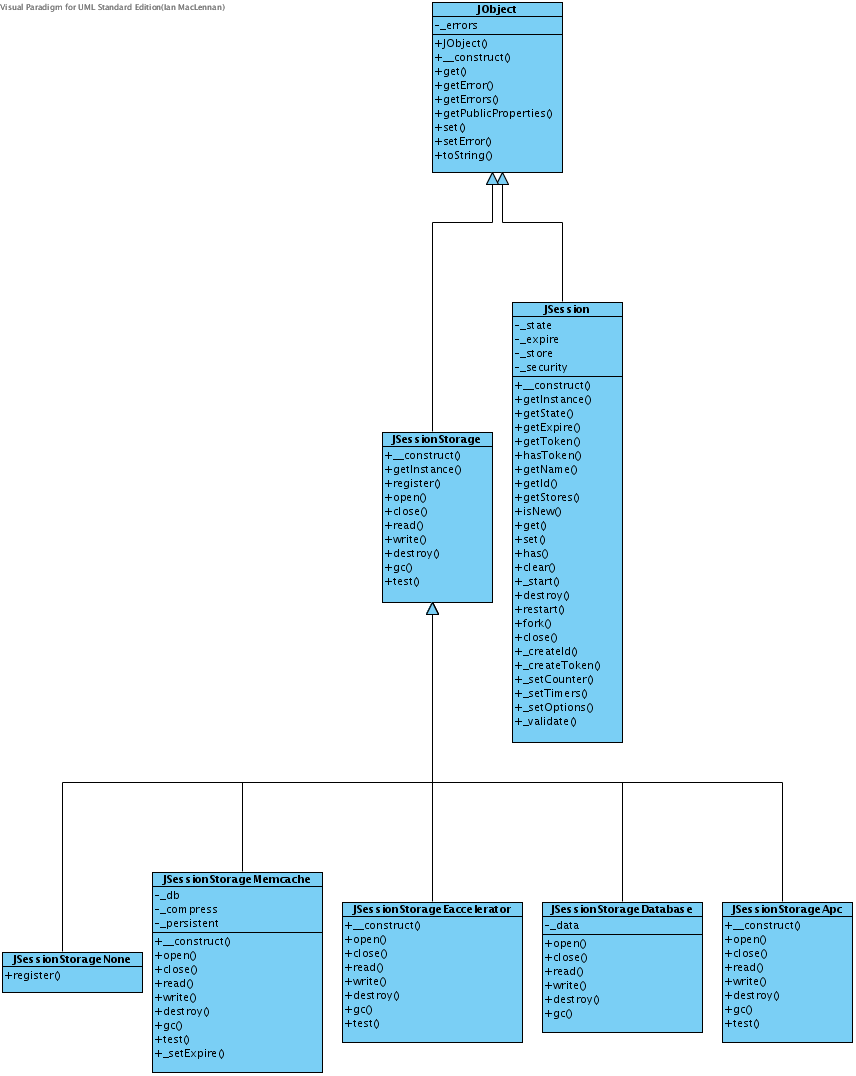 Visual Paradigm for UML Standard Edition(Ian MacLennan)
JObject
-_errors
+JObject()
+__construct()
+get()
+getError()
+getErrors()
+getPublicProperties()
+set()
+setError()
+toString()
JSession
-_state
-_expire
-_store
-_security
+__construct()
+getInstance()
+getState()
+getExpire()
+getToken()
+hasToken()
+getName()
+getId()
+getStores()
+isNew()
+get()
+set()
+has()
+clear()
+_start()
+destroy()
+restart()
+fork()
+close()
+_createId()
+_createToken()
+_setCounter()
+_setTimers()
+_setOptions()
+_validate()
JSessionStorage
+__construct()
+getInstance()
+register()
+open()
+close()
+read()
+write()
+destroy()
+gc()
+test()
JSessionStorageNone
+register()
JSessionStorageMemcache
-_db
-_compress
-_persistent
+__construct()
+open()
+close()
+read()
+write()
+destroy()
+gc()
+test()
+_setExpire()
JSessionStorageEaccelerator
+__construct()
+open()
+close()
+read()
+write()
+destroy()
+gc()
+test()
JSessionStorageDatabase
-_data
+open()
+close()
+read()
+write()
+destroy()
+gc()
JSessionStorageApc
+__construct()
+open()
+close()
+read()
+write()
+destroy()
+gc()
+test()